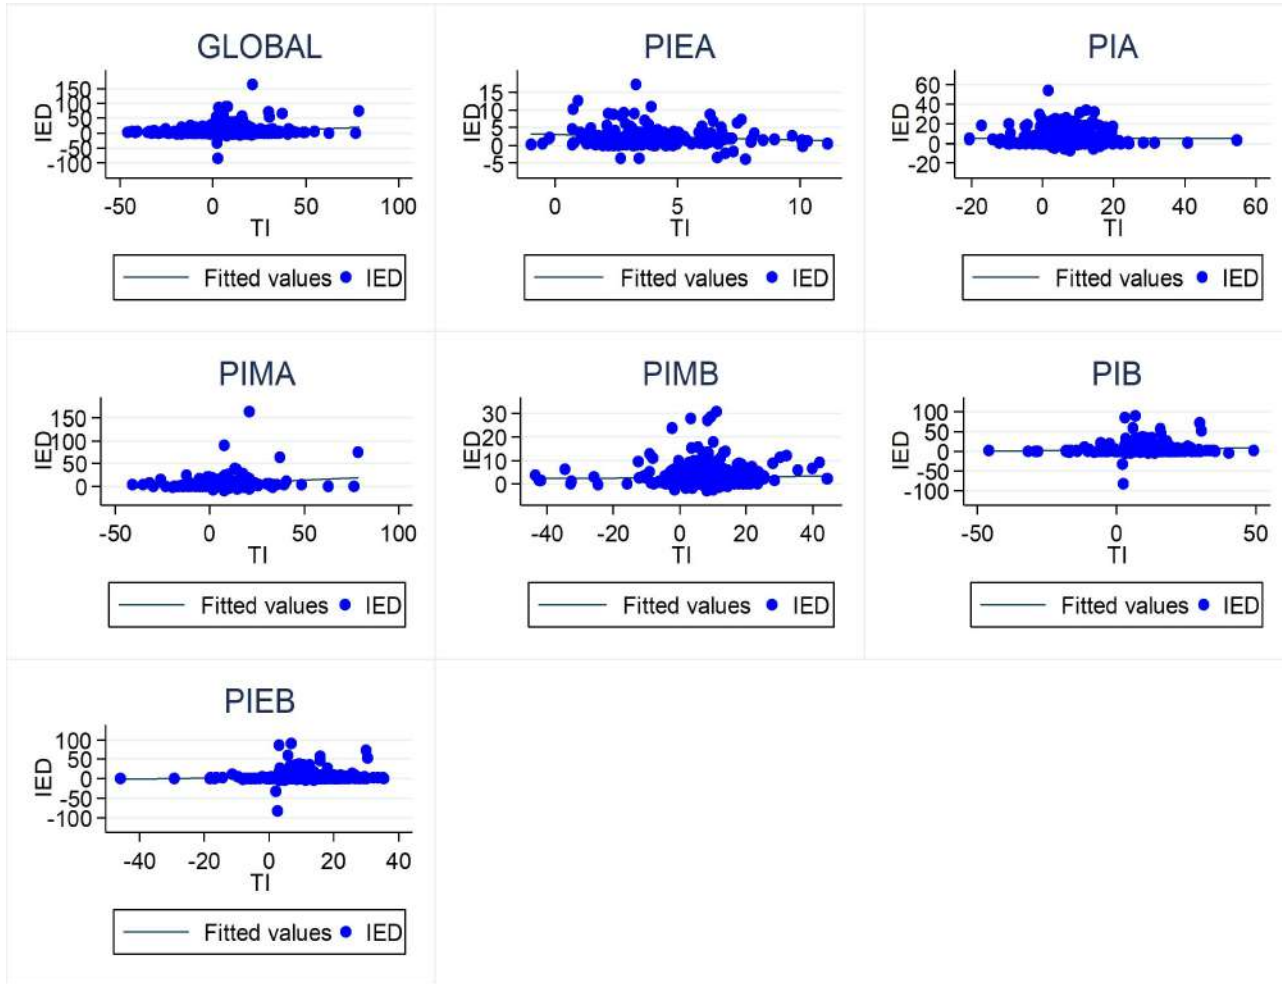 GLOBAL
IED
150
100
50
0
-50
-100
-50 0 50 100
TI
Fitted values IED
PIEA
IED
15
10
5
0
-5
0 5 10
TI
Fitted values IED
PIA
IED
60
40
20
0
-20
-20 0 20 40 60
TI
Fitted values IED
PIMA
IED
150
100
50
0
-50 0 50 100
TI
Fitted values IED
PIMB
IED
30
20
10
0
-40 -20 0 20 40
TI
Fitted values IED
PIB
IED
100
50
0
-50
-100
-50 0 50
TI
Fitted values IED
PIEB
IED
100
50
0
-50
-100
-40 -20 0 20 40
TI
Fitted values IED